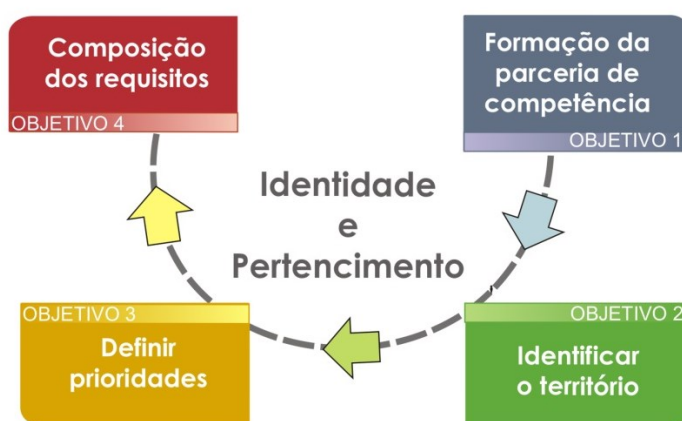 Composição
dos requisitos
OBJETIVO 4
Formação da
parceria de
competência
OBJETIVO 1
Identidade
e
Pertencimento
OBJETIVO 3
Definir
prioridades
OBJETIVO 2
Identificar
o território